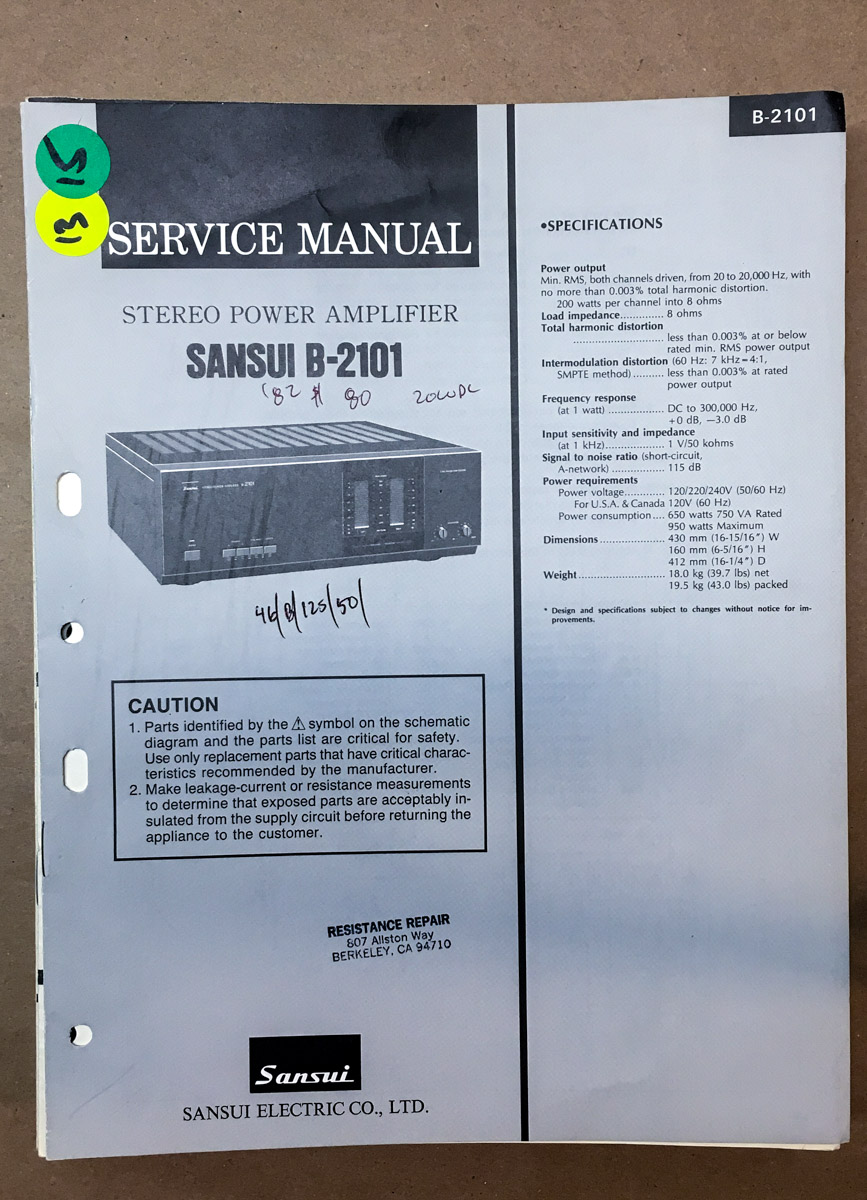 B-2101
SERVICE MANUAL
STEREO POWER AMPLIFIER
SANSUI B-2101
'82 80 200WPC
Sansui
B-2101
46/8/125/50/
CAUTION
1. Parts identified by the ⚠ symbol on the schematic
diagram and the parts list are critical for safety.
Use only replacement parts that have critical charac-
teristics recommended by the manufacturer.
2. Make leakage-current or resistance measurements
to determine that exposed parts are acceptably in-
sulated from the supply circuit before returning the
appliance to the customer.
RESISTANCE REPAIR
807 Allston Way
BERKELEY, CA 94710
Sansui
SANSUI ELECTRIC CO., LTD.
•SPECIFICATIONS
Power output
Min. RMS, both channels driven, from 20 to 20,000 Hz, with
no more than 0.003% total harmonic distortion.
200 watts per channel into 8 ohms
Load impedance.............. 8 ohms
Total harmonic distortion
............................ less than 0.003% at or below
rated min. RMS power output
Intermodulation distortion (60 Hz: 7 kHz=4:1,
SMPTE method).......... less than 0.003% at rated
power output
Frequency response
(at 1 watt) .................. DC to 300,000 Hz,
+0 dB, —3.0 dB
Input sensitivity and impedance
(at 1 kHz)................... 1 V/50 kohms
Signal to noise ratio (short-circuit,
A-network) ................. 115 dB
Power requirements
Power voltage............. 120/220/240V (50/60 Hz)
For U.S.A. & Canada 120V (60 Hz)
Power consumption.... 650 watts 750 VA Rated
950 watts Maximum
Dimensions..................... 430 mm (16-15/16″) W
160 mm (6-5/16″) H
412 mm (16-1/4″) D
Weight............................ 18.0 kg (39.7 lbs) net
19.5 kg (43.0 lbs) packed
* Design and specifications subject to changes without notice for im-
provements.